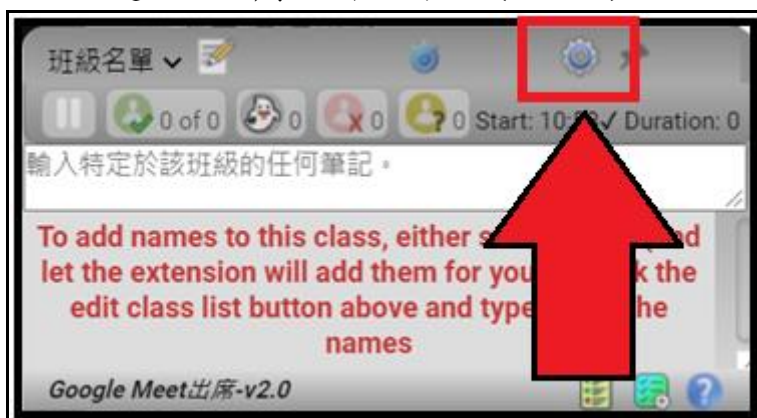 班級名單
0 of 0 0 0 0 Start: 10: Duration: 0
輸入特定於該班級的任何筆記。
To add names to this class, either
let the extension will add them for you the
edit class list button above and type
names
Google Meet出席-v2.0